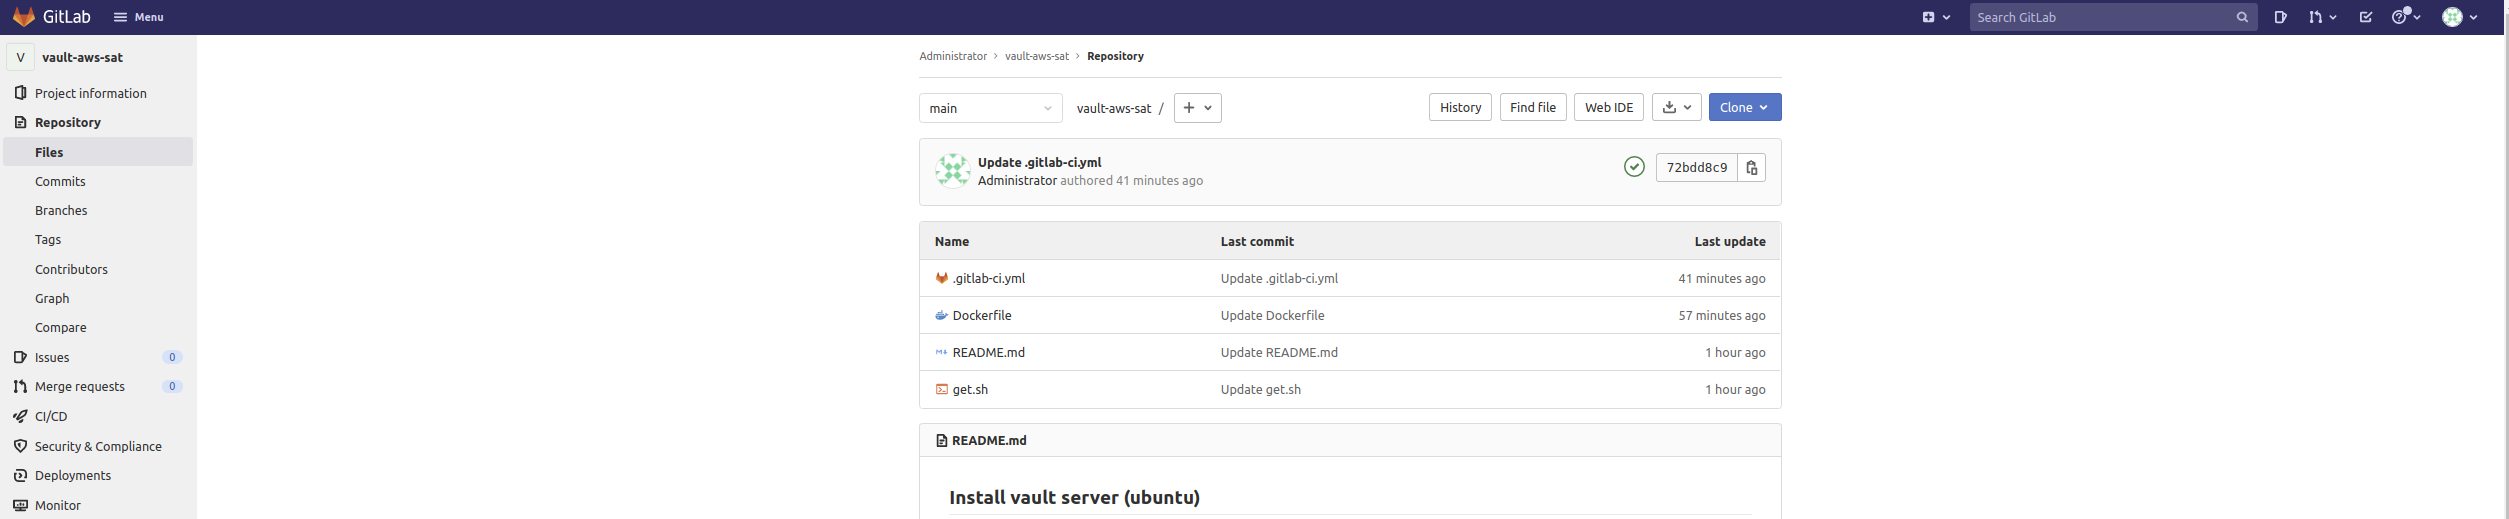 GitLab Menu Search GitLab
V vault-aws-sat
Project information
Repository
Files
Commits
Branches
Tags
Contributors
Graph
Compare
Issues 0
Merge requests 0
CI/CD
Security & Compliance
Deployments
Monitor
Administrator › vault-aws-sat › Repository
main vault-aws-sat / + History Find file Web IDE Clone
Update .gitlab-ci.yml
Administrator authored 41 minutes ago 72bdd8c9
Name Last commit Last update
.gitlab-ci.yml Update .gitlab-ci.yml 41 minutes ago
Dockerfile Update Dockerfile 57 minutes ago
README.md Update README.md 1 hour ago
get.sh Update get.sh 1 hour ago
README.md
Install vault server (ubuntu)